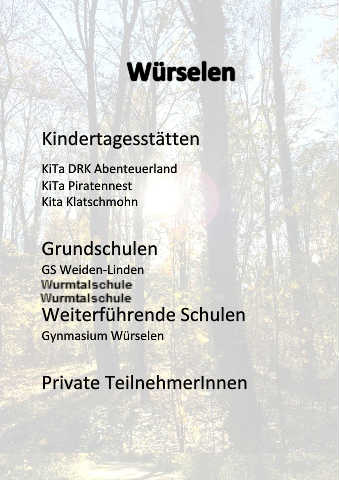 Würselen
Kindertagesstätten
KiTa DRK Abenteuerland
KiTa Piratennest
Kita Klatschmohn
Grundschulen
GS Weiden-Linden
Wurmtalschule
Wurmtalschule
Weiterführende Schulen
Gynmasium Würselen
Private TeilnehmerInnen